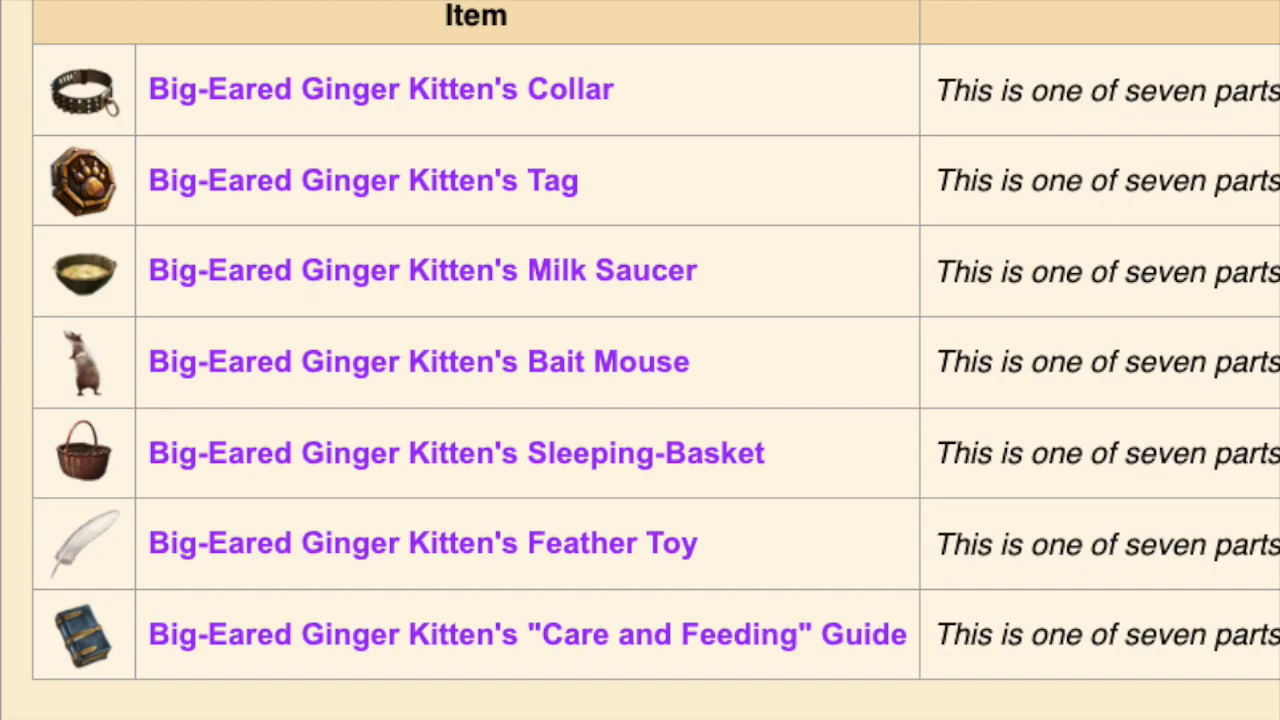 Item
Big-Eared Ginger Kitten's Collar This is one of seven parts
Big-Eared Ginger Kitten's Tag This is one of seven parts
Big-Eared Ginger Kitten's Milk Saucer This is one of seven parts
Big-Eared Ginger Kitten's Bait Mouse This is one of seven parts
Big-Eared Ginger Kitten's Sleeping-Basket This is one of seven parts
Big-Eared Ginger Kitten's Feather Toy This is one of seven parts
Big-Eared Ginger Kitten's "Care and Feeding" Guide This is one of seven parts